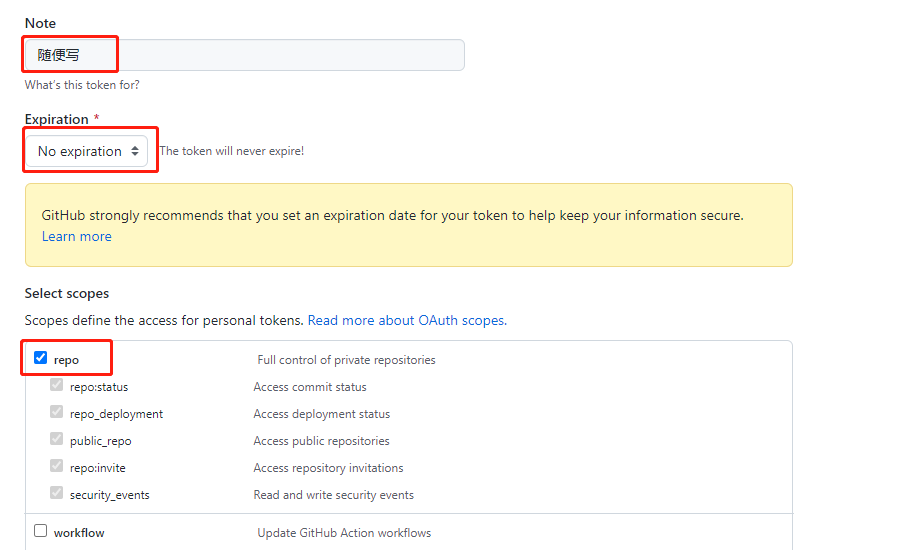 Note
随便写
What's this token for?
Expiration *
No expiration The token will never expire!
GitHub strongly recommends that you set an expiration date for your token to help keep your information secure.
Learn more
Select scopes
Scopes define the access for personal tokens. Read more about OAuth scopes.
repo Full control of private repositories
repo:status Access commit status
repo_deployment Access deployment status
public_repo Access public repositories
repo:invite Access repository invitations
security_events Read and write security events
workflow Update GitHub Action workflows